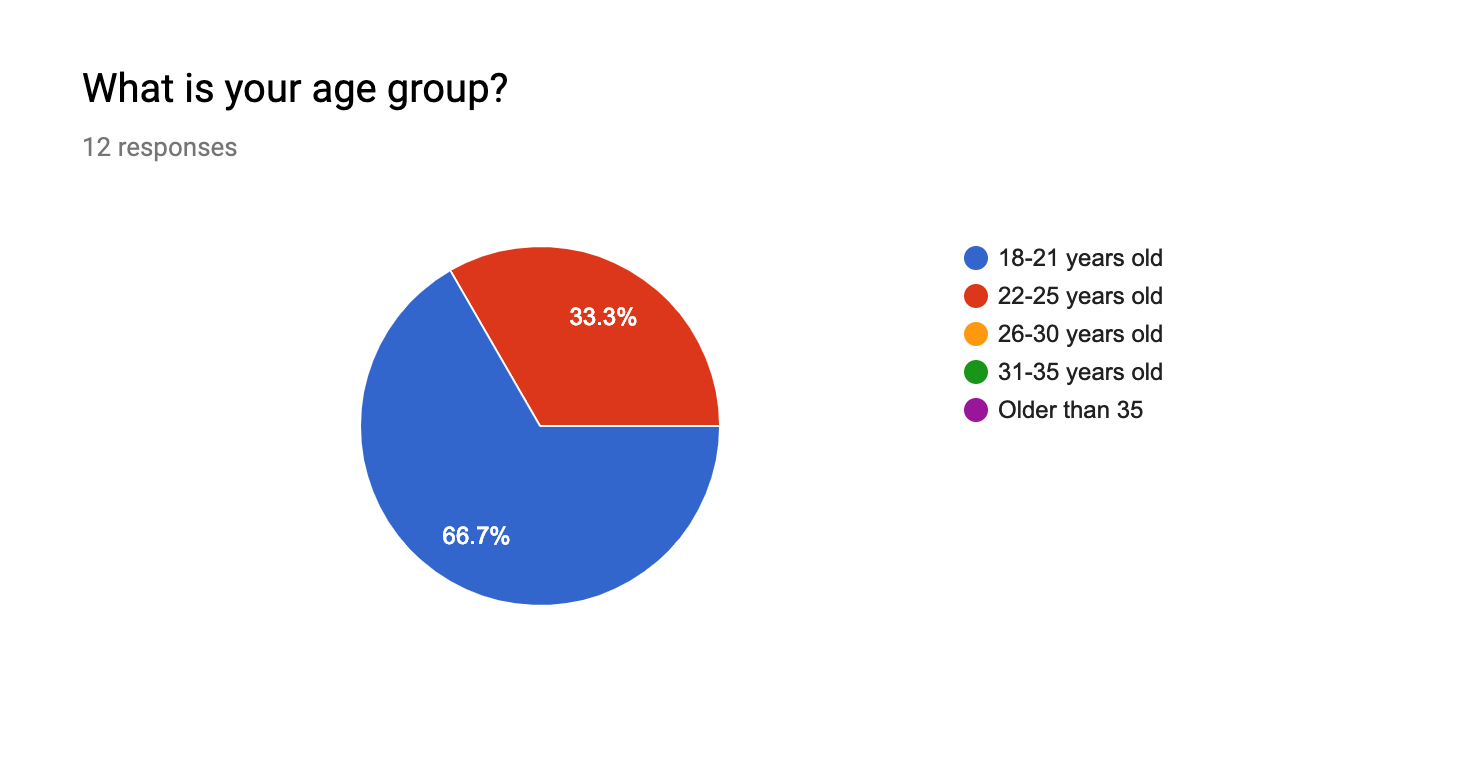 What is your age group?
12 responses
33.3%
66.7%
18-21 years old
22-25 years old
26-30 years old
31-35 years old
Older than 35